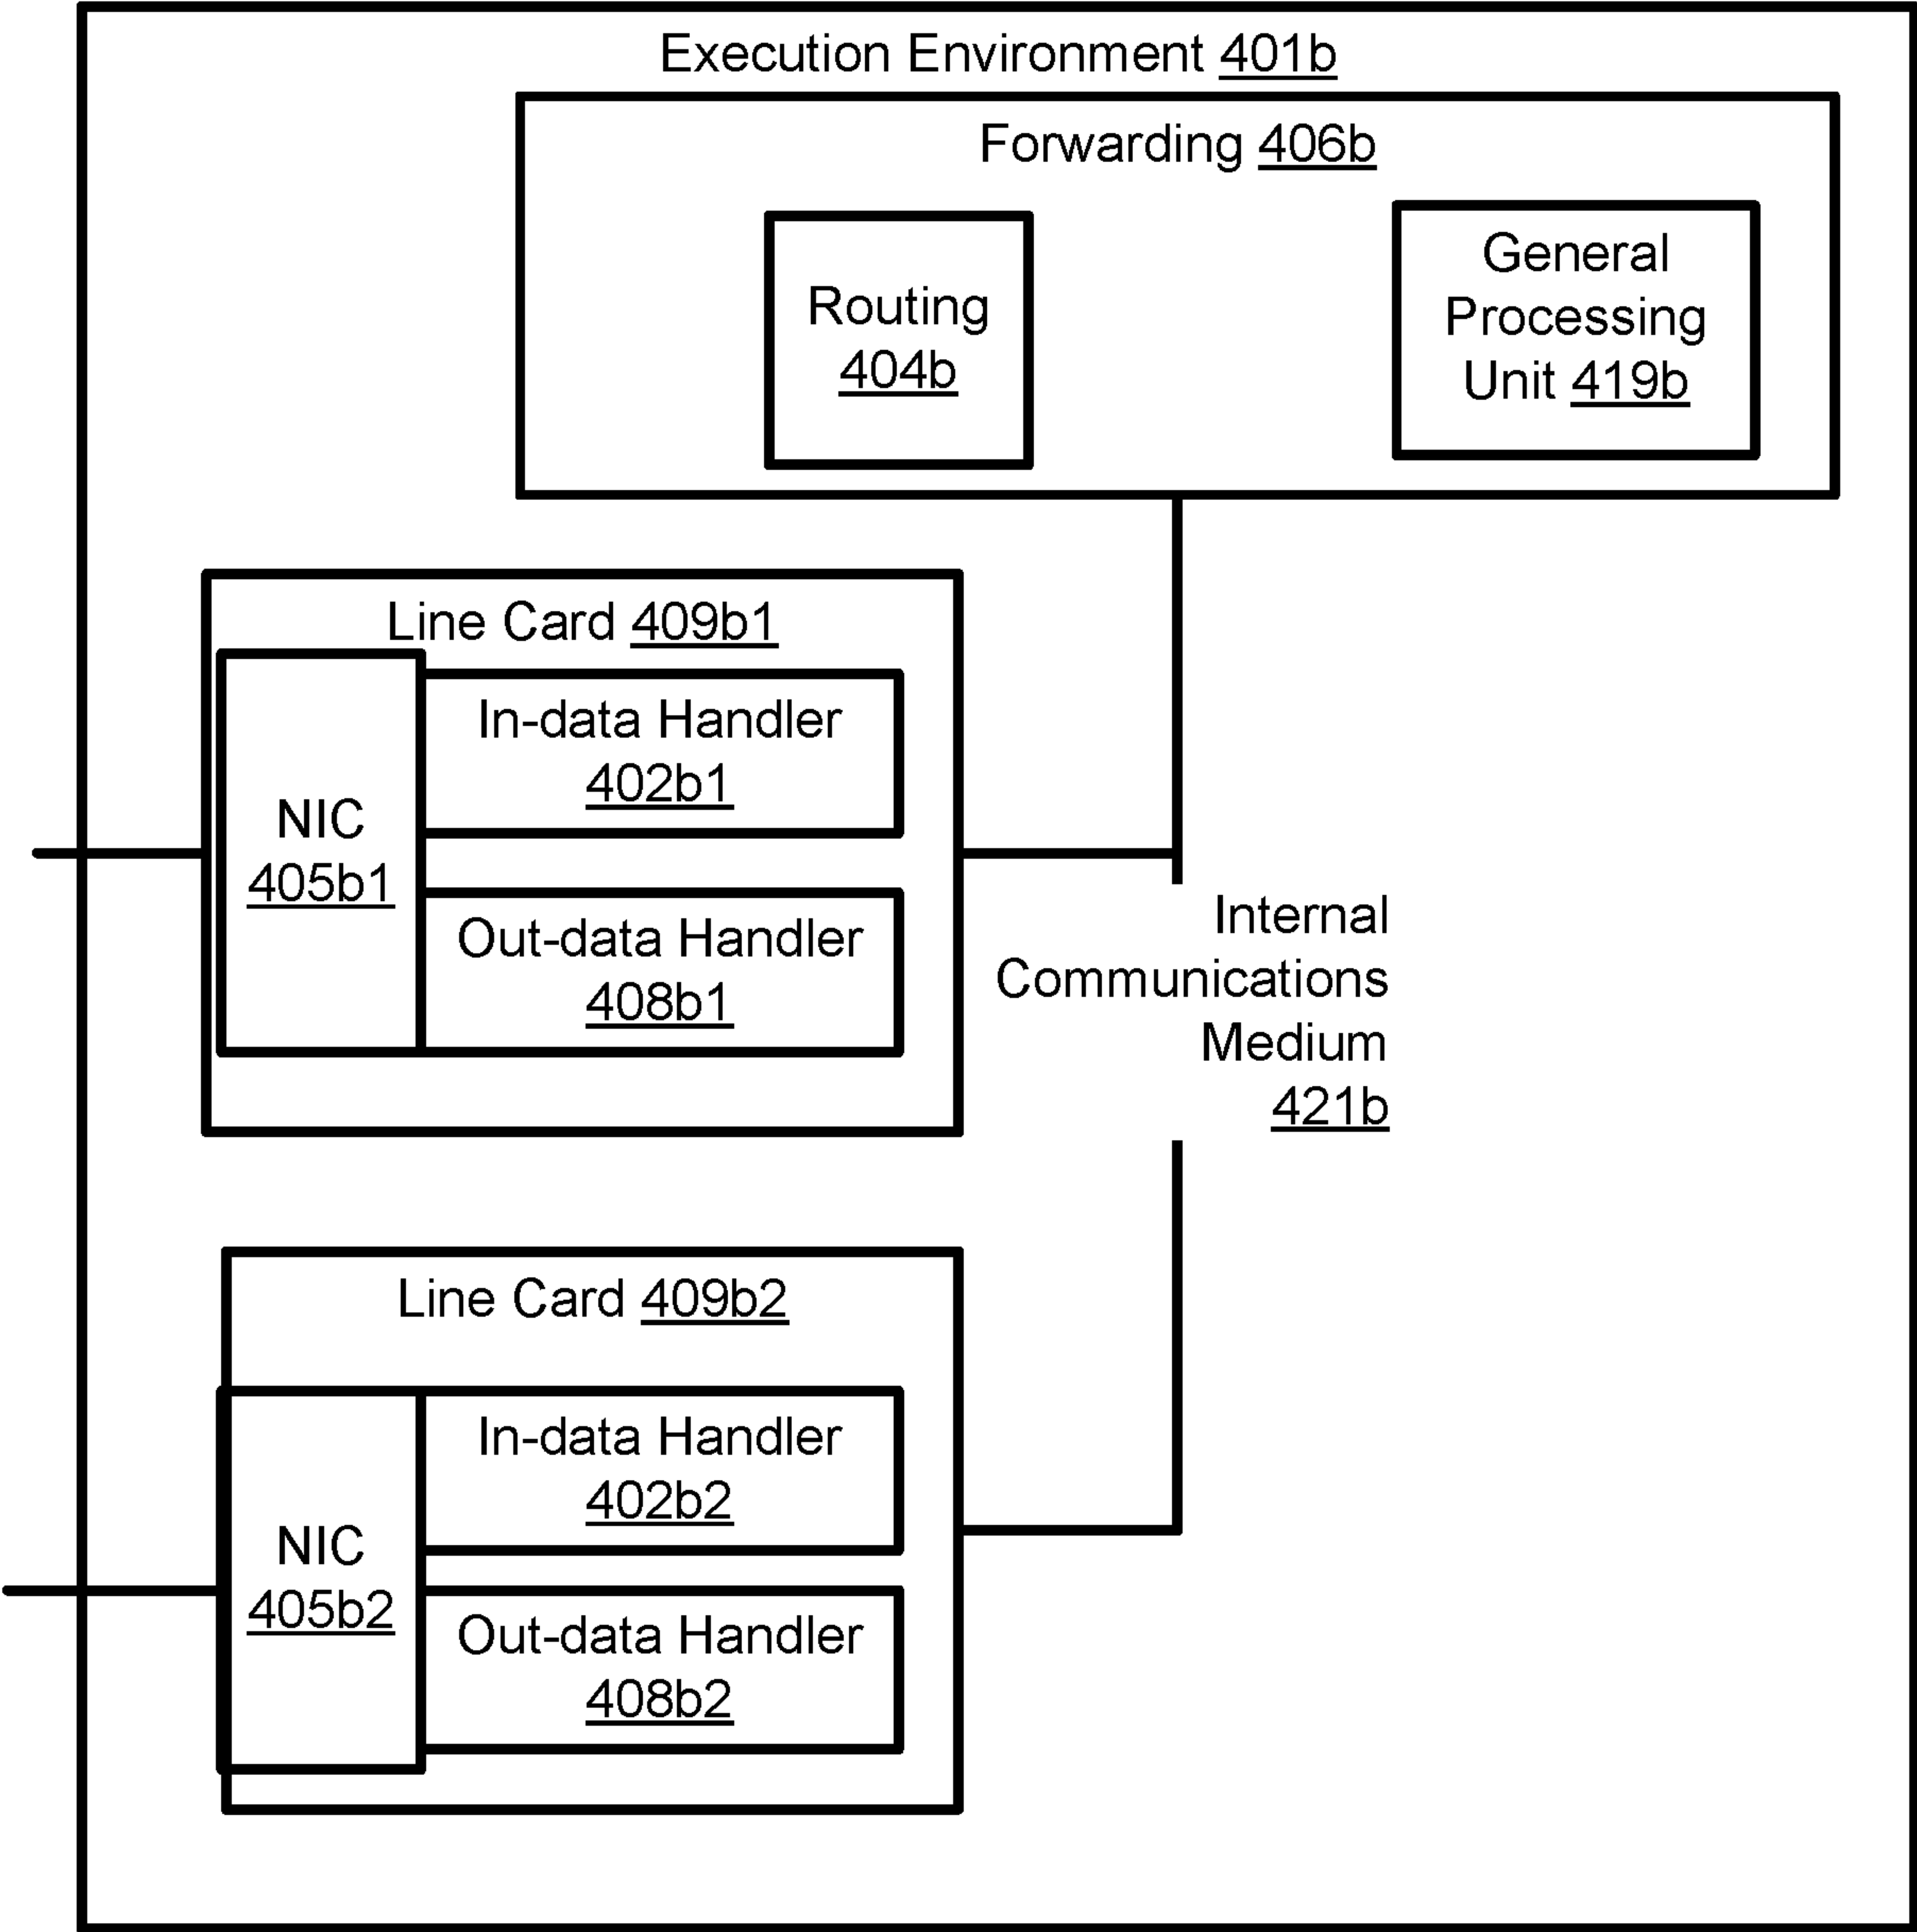 Execution Environment 401b
Forwarding 406b
Routing
404b
General
Processing
Unit 419b
Line Card 409b1
In-data Handler
402b1
NIC
405b1
Out-data Handler
408b1
Internal
Communications
Medium
421b
Line Card 409b2
In-data Handler
402b2
NIC
405b2
Out-data Handler
408b2